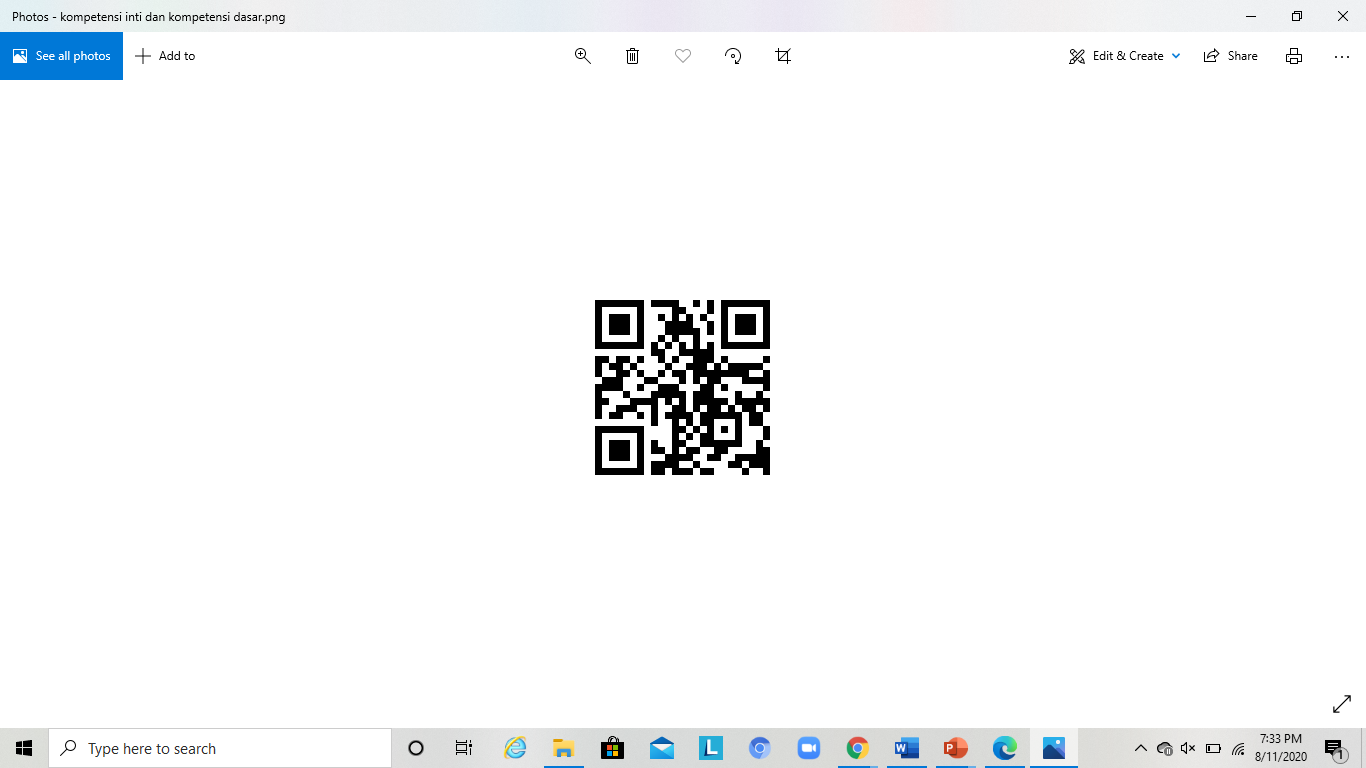 Photos - kompetensi inti dan kompetensi dasar.png
See all photos
Add to
Edit & Create
Share
Type here to search
L
W
P
7:33 PM
8/11/2020
1